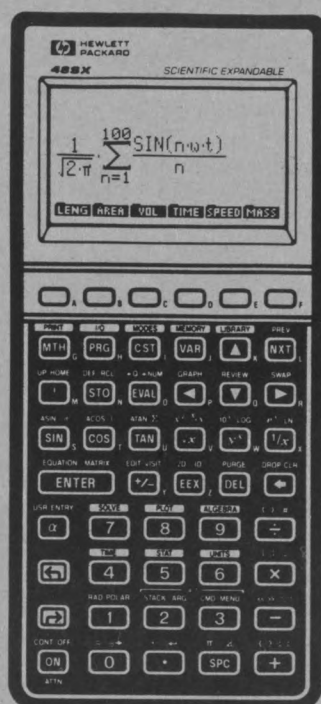 hp HEWLETT
PACKARD
48SX SCIENTIFIC EXPANDABLE
1/√2·π · 100 Σ n=1 SIN(n·ω·t)/n
LENG AREA VOL TIME SPEED MASS
A B C D E F
PRINT I/O MODES MEMORY LIBRARY PREV
MTH G PRG H CST I VAR J ▲ K NXT L
UP HOME DEF RCL →Q →NUM GRAPH REVIEW SWAP
' M STO N EVAL O ◀ P ▼ Q ▶ R
ASIN COS ATAN
SIN S COS T TAN U √x V yˣ W 1/x X
EQUATION MATRIX EDIT VISIT 2D 3D PURGE DROP CLR
ENTER +/− Y EEX Z DEL ←
USR ENTRY SOLVE PLOT ALGEBRA
α 7 8 9 ÷
TIME STAT UNITS
4 5 6 ×
RAD POLAR STACK ARG CMD MENU
1 2 3 −
CONT OFF
ON 0 · SPC +
ATTN